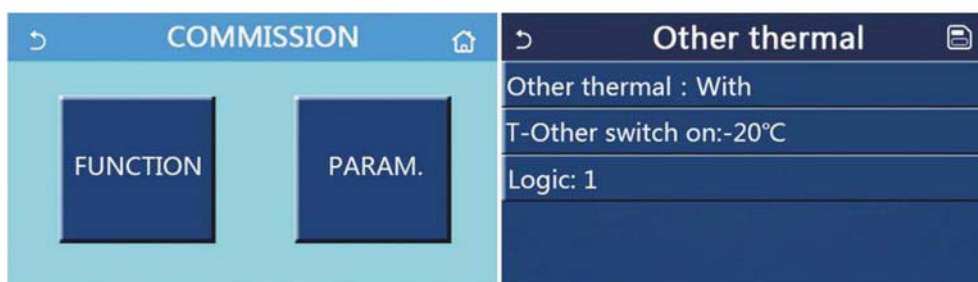 COMMISSION
FUNCTION
PARAM.
Other thermal
Other thermal : With
T-Other switch on:-20℃
Logic: 1